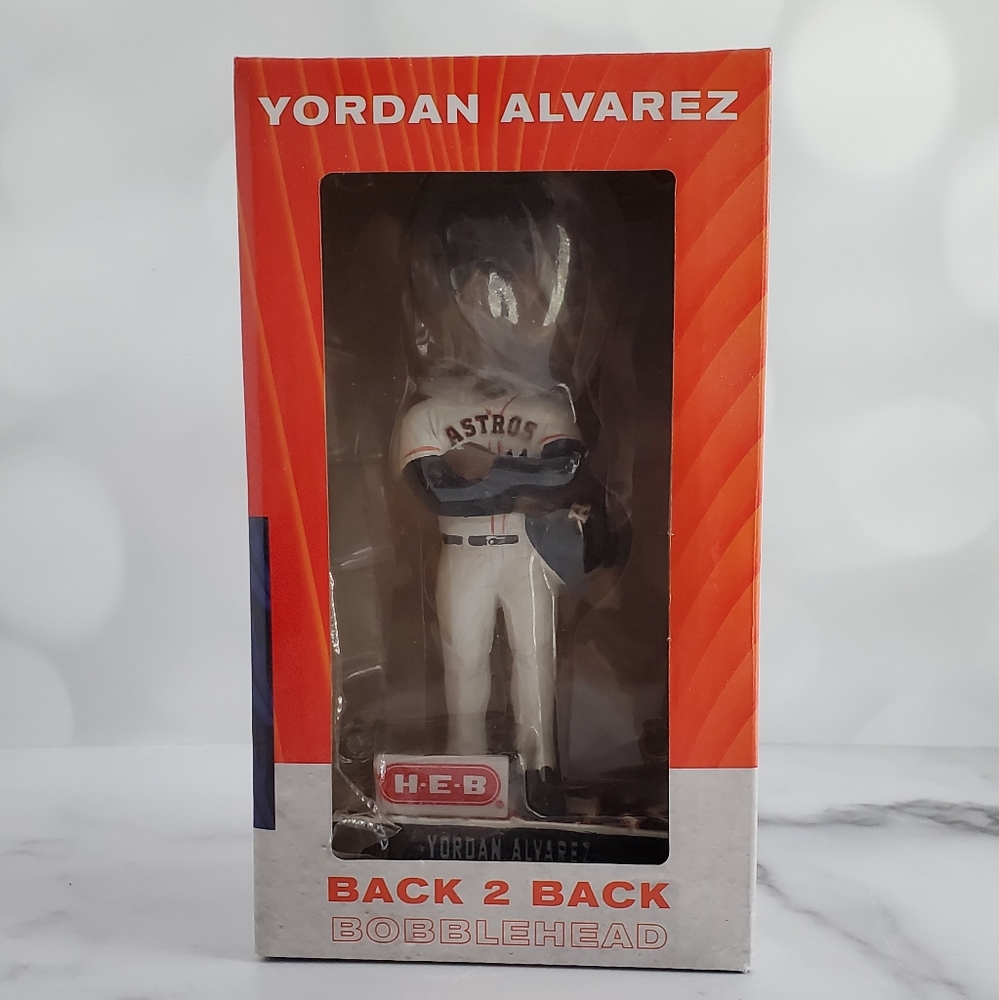 YORDAN ALVAREZ
ASTROS
H-E-B
YORDAN ALVAREZ
BACK 2 BACK
BOBBLEHEAD